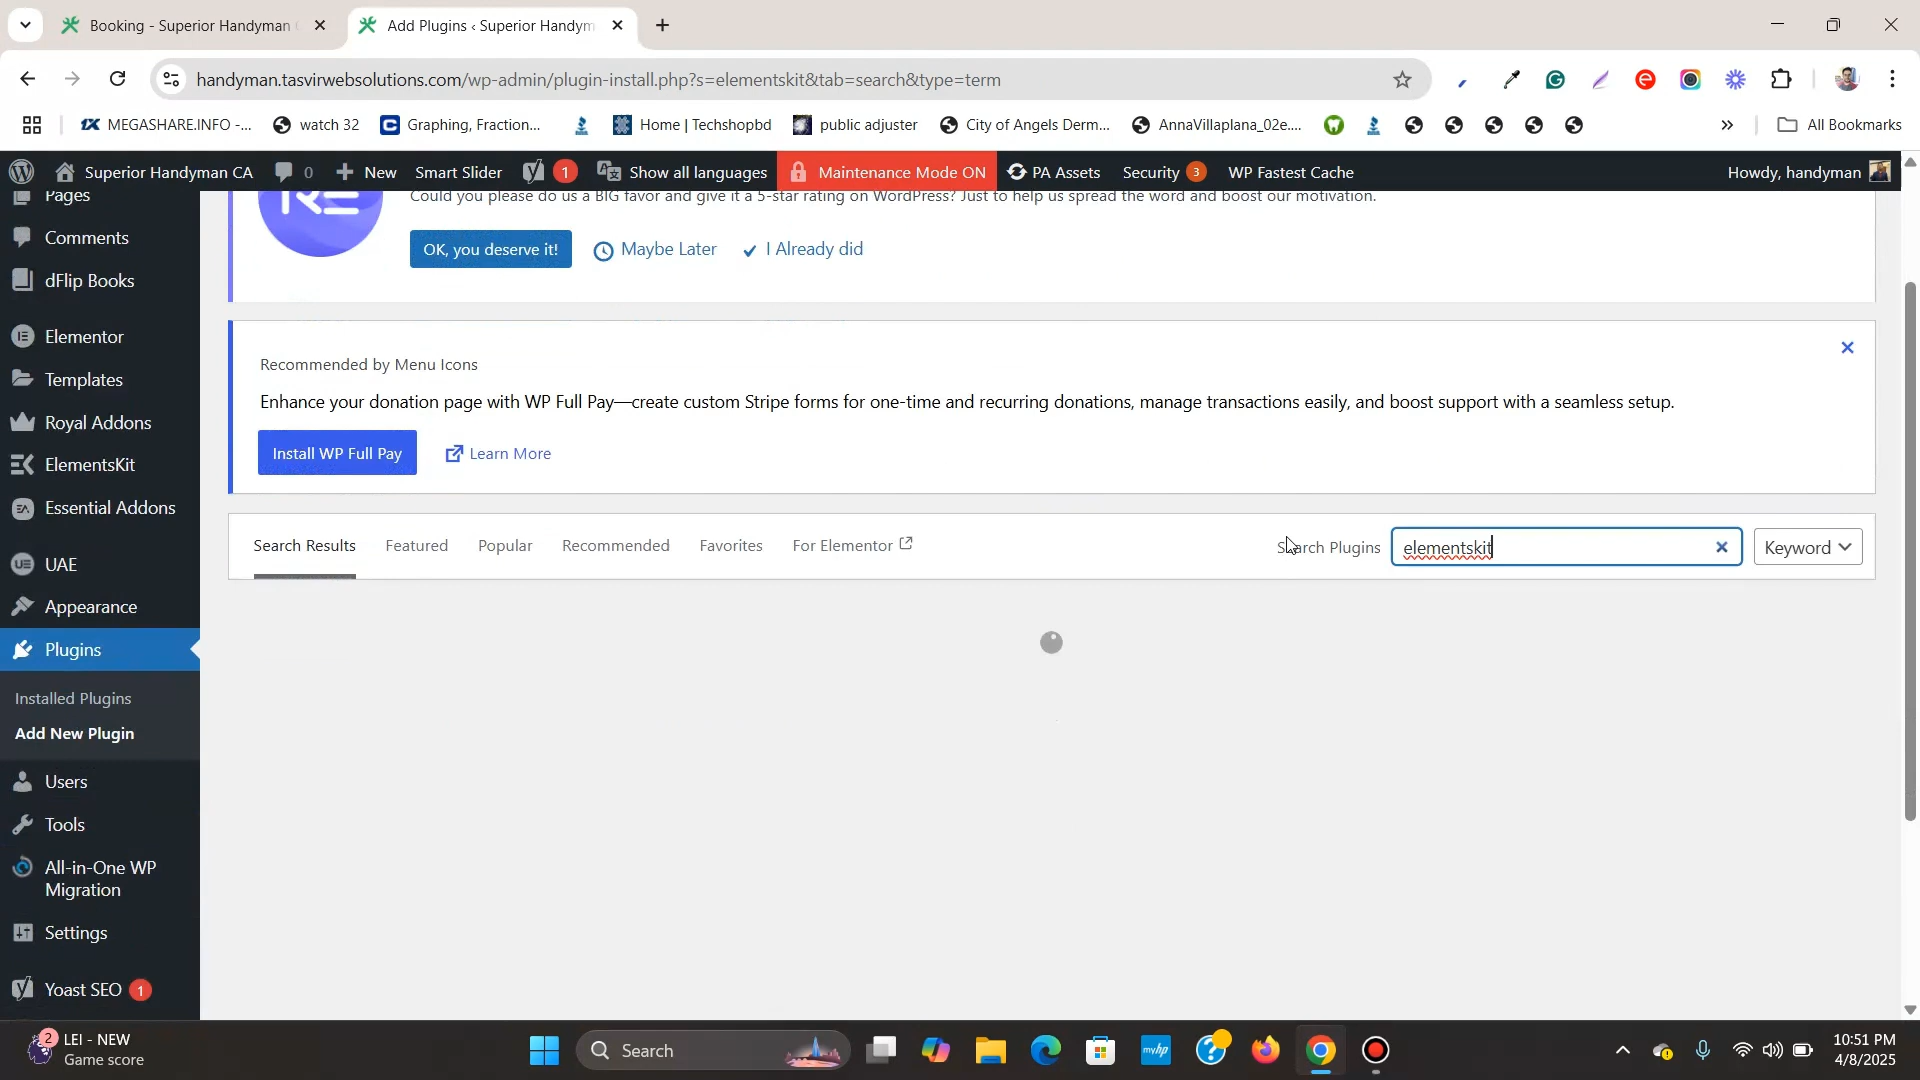 Booking - Superior Handyman
Add Plugins ‹ Superior Handym
handyman.tasvirwebsolutions.com/wp-admin/plugin-install.php?s=elementskit&tab=search&type=term
MEGASHARE.INFO -...
watch 32
Graphing, Fraction...
Home | Techshopbd
public adjuster
City of Angels Derm...
AnnaVillaplana_02e....
»
All Bookmarks
Superior Handyman CA
0
New
Smart Slider
1
Show all languages
Maintenance Mode ON
PA Assets
Security 3
WP Fastest Cache
Howdy, handyman
Pages
Comments
dFlip Books
Elementor
Templates
Royal Addons
ElementsKit
Essential Addons
UAE
Appearance
Plugins
Installed Plugins
Add New Plugin
Users
Tools
All-in-One WP
Migration
Settings
Yoast SEO 1
Could you please do us a BIG favor and give it a 5-star rating on WordPress? Just to help us spread the word and boost our motivation.
OK, you deserve it!
Maybe Later
I Already did
Recommended by Menu Icons
Enhance your donation page with WP Full Pay—create custom Stripe forms for one-time and recurring donations, manage transactions easily, and boost support with a seamless setup.
Install WP Full Pay
Learn More
Search Results
Featured
Popular
Recommended
Favorites
For Elementor
Search Plugins
elementskit
Keyword
2
LEI - NEW
Game score
Search
myhp
10:51 PM
4/8/2025